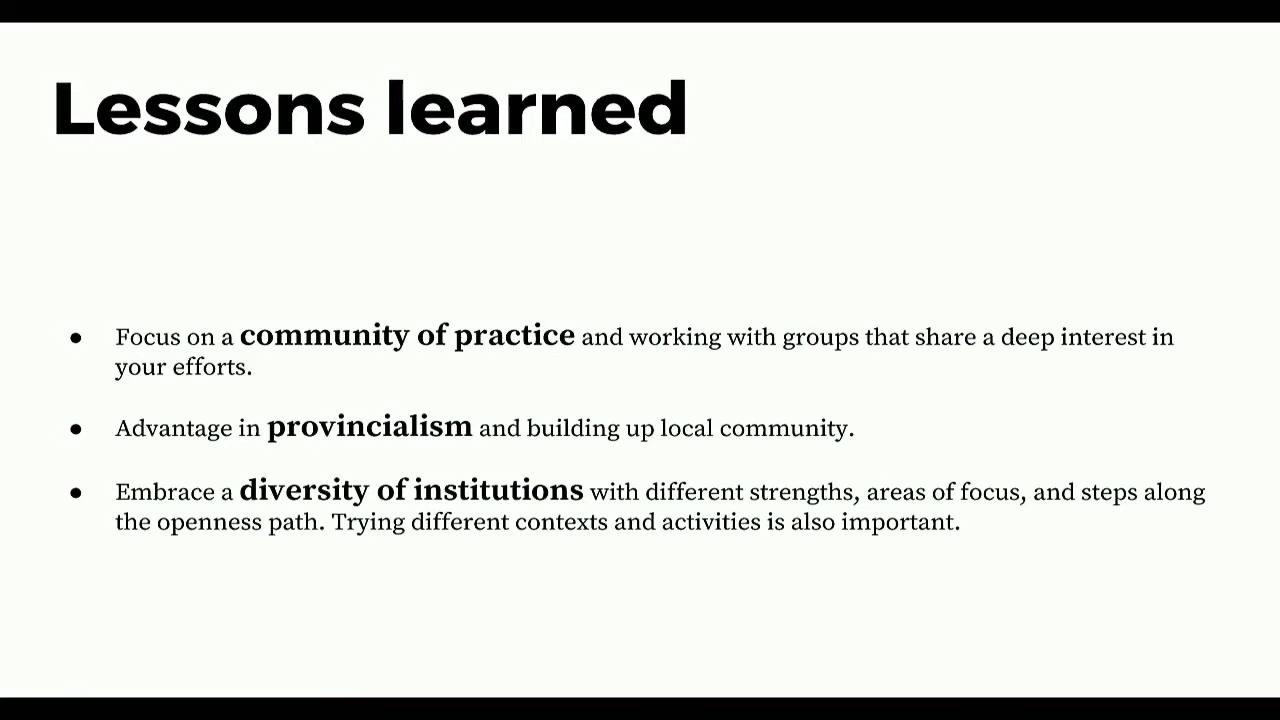 Lessons learned
● Focus on a community of practice and working with groups that share a deep interest in
your efforts.
● Advantage in provincialism and building up local community.
● Embrace a diversity of institutions with different strengths, areas of focus, and steps along
the openness path. Trying different contexts and activities is also important.